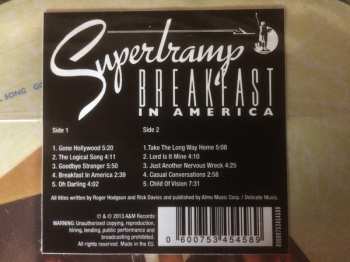 Supertramp
BREAKFAST
IN AMERICA
Side 1
1. Gone Hollywood 5:20
2. The Logical Song 4:11
3. Goodbye Stranger 5:50
4. Breakfast In America 2:39
5. Oh Darling 4:02
Side 2
1.Take The Long Way Home 5:08
2. Lord Is It Mine 4:10
3. Just Another Nervous Wreck 4:25
4. Casual Conversations 2:58
5. Child Of Vision 7:31
All titles written by Roger Hodgson and Rick Davies and published by Almo Music Corp. / Delicate Music
℗ & © 2013 A&M Records
WARNING: Unauthorised copying, reproduction,
hiring, lending, public performance and
broadcasting prohibited.
Made in the EU.
0 600753 454589
SONG